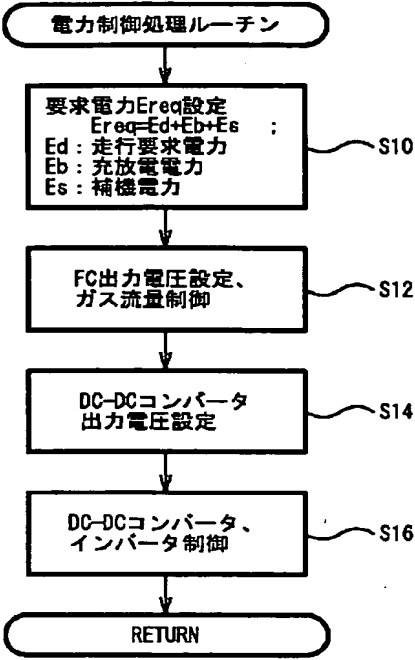 電力制御処理ルーチン
要求電力Ereq設定
Ereq=Ed+Eb+Es ;
Ed:走行要求電力
Eb:充放電電力
Es:補機電力
S10
FC出力電圧設定、
ガス流量制御
S12
DC-DCコンバータ
出力電圧設定
S14
DC-DCコンバータ、
インバータ制御
S16
RETURN